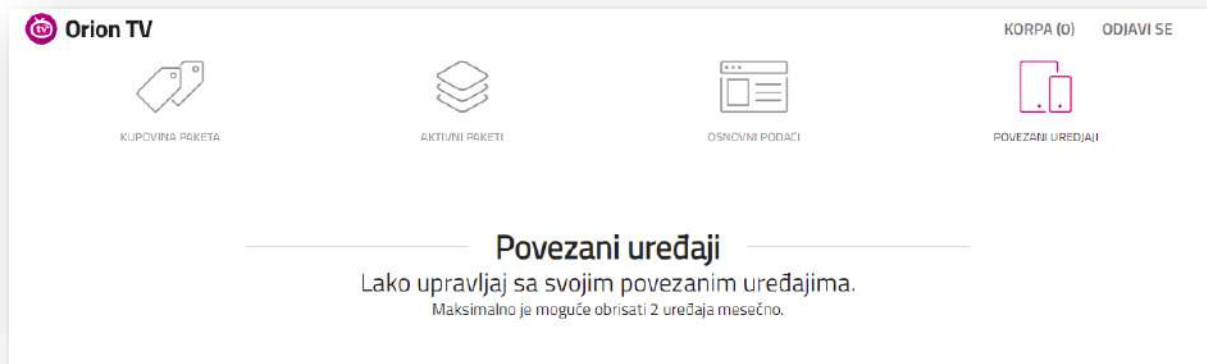 tv Orion TV
KORPA (0) ODJAVI SE
KUPOVINA PAKETA
AKTIVNI PAKETI
OSNOVNI PODACI
POVEZANI UREDJAJI
Povezani uređaji
Lako upravljaj sa svojim povezanim uređajima.
Maksimalno je moguće obrisati 2 uređaja mesečno.